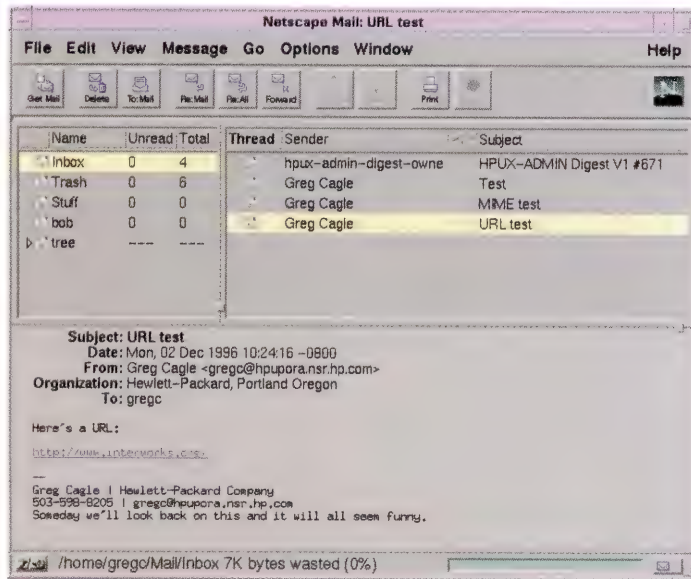 Netscape Mail: URL test
File Edit View Message Go Options Window Help
Get Mail Delete To: Mail Re: Mail Re: All Forward Print
N
Name Unread Total
Inbox 0 4
Trash 0 6
Stuff 0 0
bob 0 0
tree --- ---
Thread Sender Subject
hpux-admin-digest-owne HPUX-ADMIN Digest V1 #671
Greg Cagle Test
Greg Cagle MIME test
Greg Cagle URL test
Subject: URL test
Date: Mon, 02 Dec 1996 10:24:16 -0800
From: Greg Cagle <gregc@hpupora.nsr.hp.com>
Organization: Hewlett-Packard, Portland Oregon
To: gregc
Here's a URL:
http://www.interworks.org/
--
Greg Cagle | Hewlett-Packard Company
503-598-8205 | gregc@hpupora.nsr.hp.com
Someday we'll look back on this and it will all seem funny.
/home/gregc/Mail/Inbox 7K bytes wasted (0%)